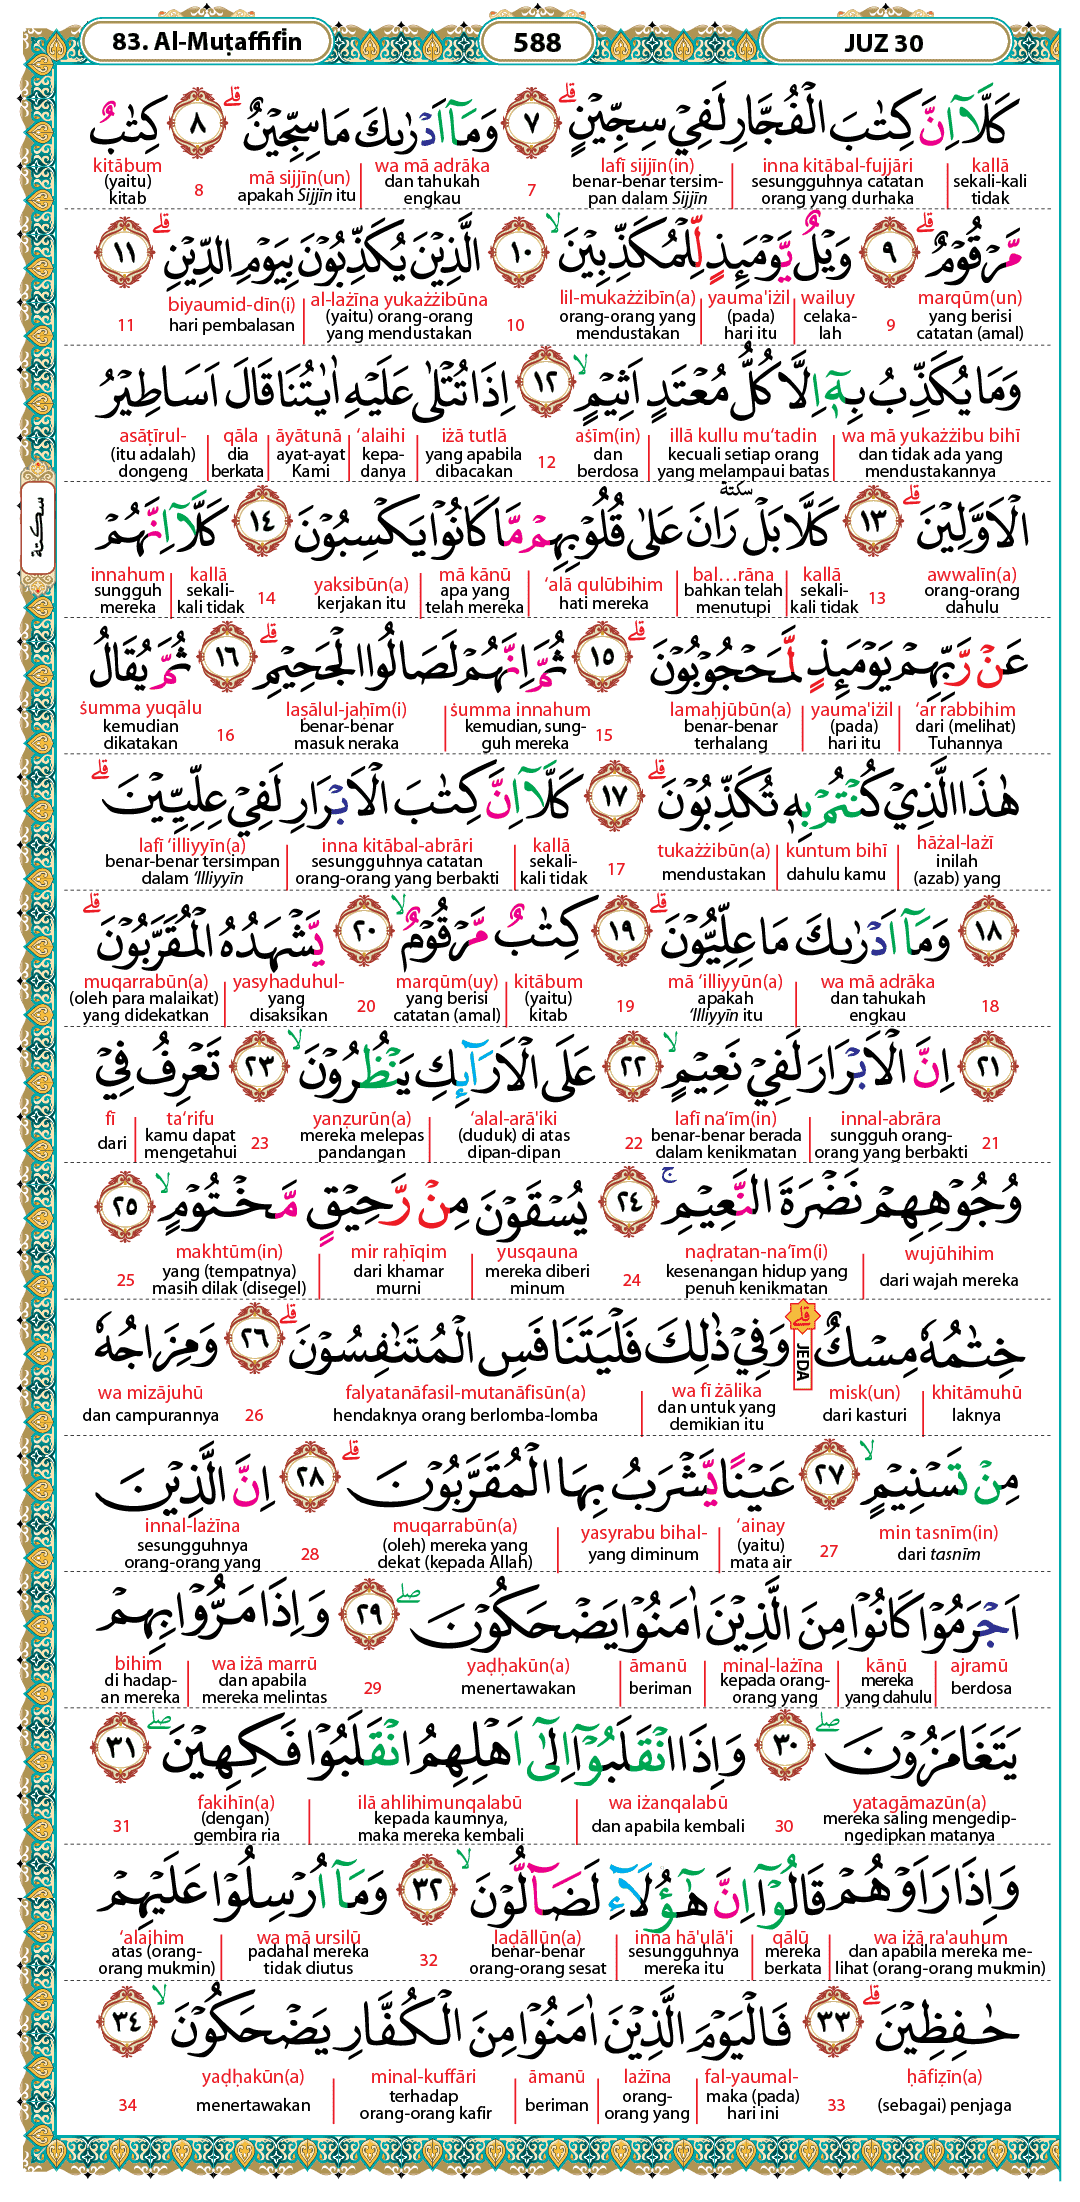 83. Al-Muṭaffifīn
588
JUZ 30
كَلَّآ اِنَّ كِتٰبَ الْفُجَّارِ لَفِيْ سِجِّيْنٍۗ ٧ وَمَآ اَدْرٰىكَ مَا سِجِّيْنٌۗ ٨ كِتٰبٌ
kallā
sekali-kali
tidak
inna kitābal-fujjāri
sesungguhnya catatan
orang yang durhaka
lafī sijjīn(in)
benar-benar tersim-
pan dalam Sijjīn
7
wa mā adrāka
dan tahukah
engkau
mā sijjīn(un)
apakah Sijjīn itu
8
kitābum
(yaitu)
kitab
مَّرْقُوْمٌۗ ٩ وَيْلٌ يَّوْمَىِٕذٍ لِّلْمُكَذِّبِيْنَۙ ١٠ الَّذِيْنَ يُكَذِّبُوْنَ بِيَوْمِ الدِّيْنِۗ ١١
marqūm(un)
yang berisi
catatan (amal)
9
wailuy
celaka-
lah
yauma'iżil
(pada)
hari itu
lil-mukażżibīn(a)
orang-orang yang
mendustakan
10
al-lażīna yukażżibūna
(yaitu) orang-orang
yang mendustakan
biyaumid-dīn(i)
hari pembalasan
11
وَمَا يُكَذِّبُ بِهٖٓ اِلَّا كُلُّ مُعْتَدٍ اَثِيْمٍۙ ١٢ اِذَا تُتْلٰى عَلَيْهِ اٰيٰتُنَا قَالَ اَسَاطِيْرُ
wa mā yukażżibu bihī
dan tidak ada yang
mendustakannya
illā kullu mu‘tadin
kecuali setiap orang
yang melampaui batas
aṡīm(in)
dan
berdosa
12
iżā tutlā
yang apabila
dibacakan
‘alaihi
kepa-
danya
āyātunā
ayat-ayat
Kami
qāla
dia
berkata
asāṭīrul-
(itu adalah)
dongeng
سكتة
الْاَوَّلِيْنَۗ ١٣ كَلَّا بَلْ ۜ رَانَ عَلٰى قُلُوْبِهِمْ مَّا كَانُوْا يَكْسِبُوْنَ ١٤ كَلَّآ اِنَّهُمْ
سكتة
awwalīn(a)
orang-orang
dahulu
13
kallā
sekali-
kali tidak
bal...rāna
bahkan telah
menutupi
‘alā qulūbihim
hati mereka
mā kānū
apa yang
telah mereka
yaksibūn(a)
kerjakan itu
14
kallā
sekali-
kali tidak
innahum
sungguh
mereka
عَنْ رَّبِّهِمْ يَوْمَىِٕذٍ لَّمَحْجُوْبُوْنَۗ ١٥ ثُمَّ اِنَّهُمْ لَصَالُوا الْجَحِيْمِۗ ١٦ ثُمَّ يُقَالُ
‘ar rabbihim
dari (melihat)
Tuhannya
yauma'iżil
(pada)
hari itu
lamaḥjūbūn(a)
benar-benar
terhalang
15
ṡumma innahum
kemudian, sung-
guh mereka
laṣālul-jaḥīm(i)
benar-benar
masuk neraka
16
ṡumma yuqālu
kemudian
dikatakan
هٰذَا الَّذِيْ كُنْتُمْ بِهٖ تُكَذِّبُوْنَۗ ١٧ كَلَّآ اِنَّ كِتٰبَ الْاَبْرَارِ لَفِيْ عِلِّيِّيْنَۗ
hāżal-lażī
inilah
(azab) yang
kuntum bihī
dahulu kamu
tukażżibūn(a)
mendustakan
17
kallā
sekali-
kali tidak
inna kitābal-abrāri
sesungguhnya catatan
orang-orang yang berbakti
lafī ‘illiyyīn(a)
benar-benar tersimpan
dalam ‘Illiyyīn
١٨ وَمَآ اَدْرٰىكَ مَا عِلِّيُّوْنَۗ ١٩ كِتٰبٌ مَّرْقُوْمٌۙ ٢٠ يَّشْهَدُهُ الْمُقَرَّبُوْنَۗ
18
wa mā adrāka
dan tahukah
engkau
mā ‘illiyyūn(a)
apakah
‘Illiyyīn itu
19
kitābum
(yaitu)
kitab
marqūm(uy)
yang berisi
catatan (amal)
20
yasyhaduhul-
yang
disaksikan
muqarrabūn(a)
(oleh para malaikat)
yang didekatkan
٢١ اِنَّ الْاَبْرَارَ لَفِيْ نَعِيْمٍۙ ٢٢ عَلَى الْاَرَاۤىِٕكِ يَنْظُرُوْنَۙ ٢٣ تَعْرِفُ فِيْ
21
innal-abrāra
sungguh orang-
orang yang berbakti
lafī na‘īm(in)
benar-benar berada
dalam kenikmatan
22
‘alal-arā'iki
(duduk) di atas
dipan-dipan
yanẓurūn(a)
mereka melepas
pandangan
23
ta‘rifu
kamu dapat
mengetahui
fī
dari
وُجُوْهِهِمْ نَضْرَةَ النَّعِيْمِۚ ٢٤ يُسْقَوْنَ مِنْ رَّحِيْقٍ مَّخْتُوْمٍۙ ٢٥
wujūhihim
dari wajah mereka
naḍratan-na‘īm(i)
kesenangan hidup yang
penuh kenikmatan
24
yusqauna
mereka diberi
minum
mir raḥīqim
dari khamar
murni
makhtūm(in)
yang (tempatnya)
masih dilak (disegel)
25
خِتٰمُهٗ مِسْكٌۗ وَفِيْ ذٰلِكَ فَلْيَتَنَافَسِ الْمُتَنٰفِسُوْنَۗ ٢٦ وَمِزَاجُهٗ
JEDA
khitāmuhū
laknya
misk(un)
dari kasturi
wa fī żālika
dan untuk yang
demikian itu
falyatanāfasil-mutanāfisūn(a)
hendaknya orang berlomba-lomba
26
wa mizājuhū
dan campurannya
مِنْ تَسْنِيْمٍۙ ٢٧ عَيْنًا يَّشْرَبُ بِهَا الْمُقَرَّبُوْنَۗ ٢٨ اِنَّ الَّذِيْنَ
min tasnīm(in)
dari tasnīm
27
‘ainay
(yaitu)
mata air
yasyrabu bihal-
yang diminum
muqarrabūn(a)
(oleh) mereka yang
dekat (kepada Allah)
28
innal-lażīna
sesungguhnya
orang-orang yang
اَجْرَمُوْا كَانُوْا مِنَ الَّذِيْنَ اٰمَنُوْا يَضْحَكُوْنَۖ ٢٩ وَاِذَا مَرُّوْا بِهِمْ
ajramū
berdosa
kānū
mereka
yang dahulu
minal-lażīna
kepada orang-
orang yang
āmanū
beriman
yaḍḥakūn(a)
menertawakan
29
wa iżā marrū
dan apabila
mereka melintas
bihim
di hadap-
an mereka
يَتَغَامَزُوْنَۖ ٣٠ وَاِذَا انْقَلَبُوْٓا اِلٰٓى اَهْلِهِمُ انْقَلَبُوْا فَكِهِيْنَۖ ٣١
yatagāmazūn(a)
mereka saling mengedip-
ngedipkan matanya
30
wa iżanqalabū
dan apabila kembali
ilā ahlihimunqalabū
kepada kaumnya,
maka mereka kembali
fakihīn(a)
(dengan)
gembira ria
31
وَاِذَا رَاَوْهُمْ قَالُوْٓا اِنَّ هٰٓؤُلَاۤءِ لَضَاۤلُّوْنَۙ ٣٢ وَمَآ اُرْسِلُوْا عَلَيْهِمْ
wa iżā ra'auhum
dan apabila mereka me-
lihat (orang-orang mukmin)
qālū
mereka
berkata
inna hā'ulā'i
sesungguhnya
mereka itu
laḍāllūn(a)
benar-benar
orang-orang sesat
32
wa mā ursilū
padahal mereka
tidak diutus
‘alaihim
atas (orang-
orang mukmin)
حٰفِظِيْنَۗ ٣٣ فَالْيَوْمَ الَّذِيْنَ اٰمَنُوْا مِنَ الْكُفَّارِ يَضْحَكُوْنَۙ ٣٤
ḥāfiẓīn(a)
(sebagai) penjaga
33
fal-yaumal-
maka (pada)
hari ini
lażīna
orang-
orang yang
āmanū
beriman
minal-kuffāri
terhadap
orang-orang kafir
yaḍḥakūn(a)
menertawakan
34